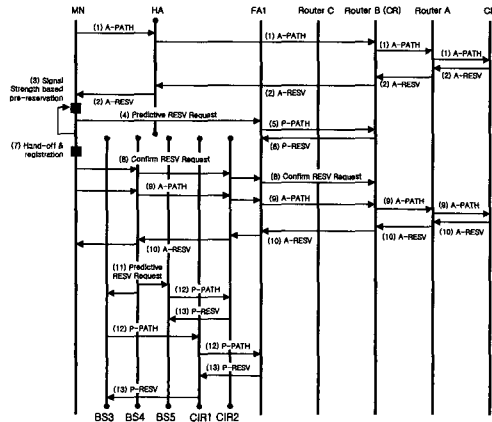 MN HA FA1 Router C Router B (CR) Router A
(1) A-PATH
(1) A-PATH
(1) A-PATH
(1) A-PATH
(2) A-RESV
(2) A-RESV
(2) A-RESV
(2) A-RESV
(3) Signal
Strength based
pre-reservation
(4) Predictive RESV Request
(5) P-PATH
(6) P-RESV
(7) Hand-off &
registration
(8) Confirm RESV Request
(8) Confirm RESV Request
(9) A-PATH
(9) A-PATH
(9) A-PATH
(9) A-PATH
(10) A-RESV
(10) A-RESV
(10) A-RESV
(10) A-RESV
(11) Predictive
RESV Request
(12) P-PATH
(13) P-RESV
(12) P-PATH
(12) P-PATH
(13) P-RESV
(13) P-RESV
BS3 BS4 BS5 CIR1 CIR2